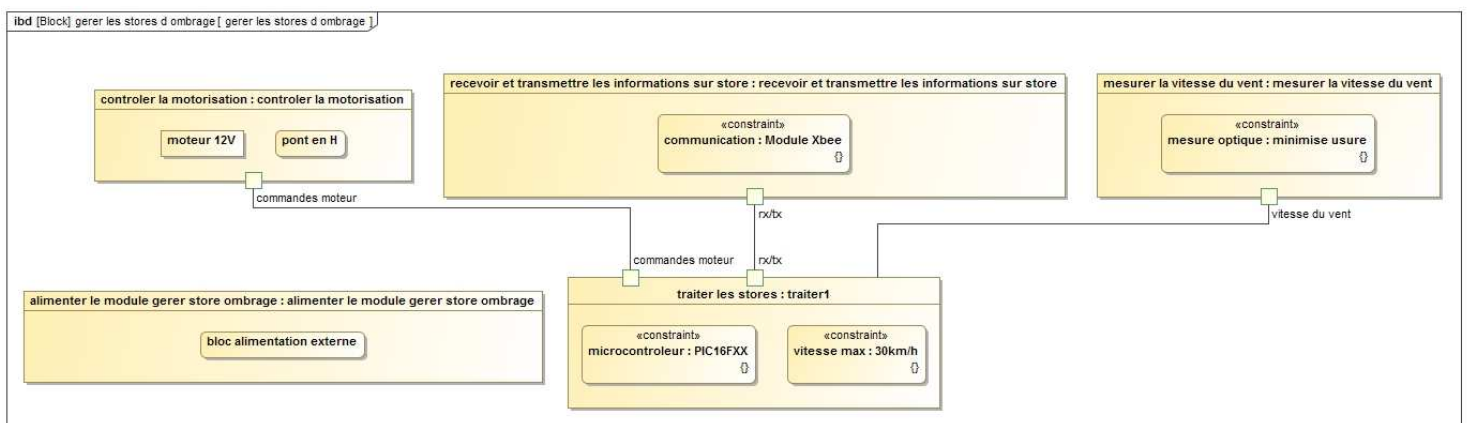 ibd [Block] gerer les stores d ombrage [ gerer les stores d ombrage ]
controler la motorisation : controler la motorisation
moteur 12V
pont en H
commandes moteur
recevoir et transmettre les informations sur store : recevoir et transmettre les informations sur store
«constraint»
communication : Module Xbee
{}
rx/tx
mesurer la vitesse du vent : mesurer la vitesse du vent
«constraint»
mesure optique : minimise usure
{}
vitesse du vent
commandes moteur
rx/tx
alimenter le module gerer store ombrage : alimenter le module gerer store ombrage
bloc alimentation externe
traiter les stores : traiter1
«constraint»
microcontroleur : PIC16FXX
{}
«constraint»
vitesse max : 30km/h
{}